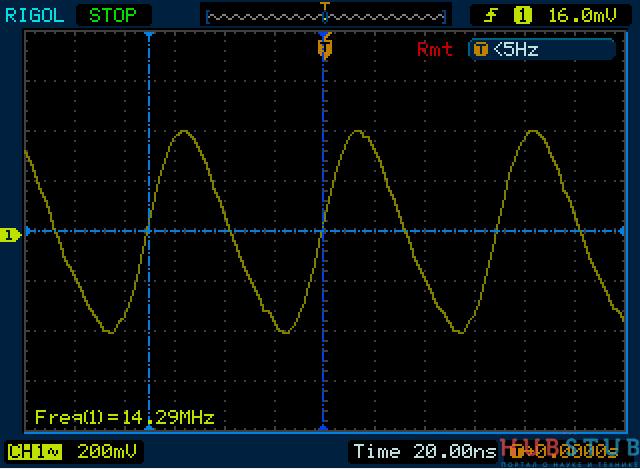 RIGOL STOP T 1 16.0mV
T Rmt T <5Hz
1
Freq(1)=14.29MHz
CH1~ 200mV Time 20.00ns T+0.0000s
HUBSTUB
ПОРТАЛ О НАУКЕ И ТЕХНИКЕ